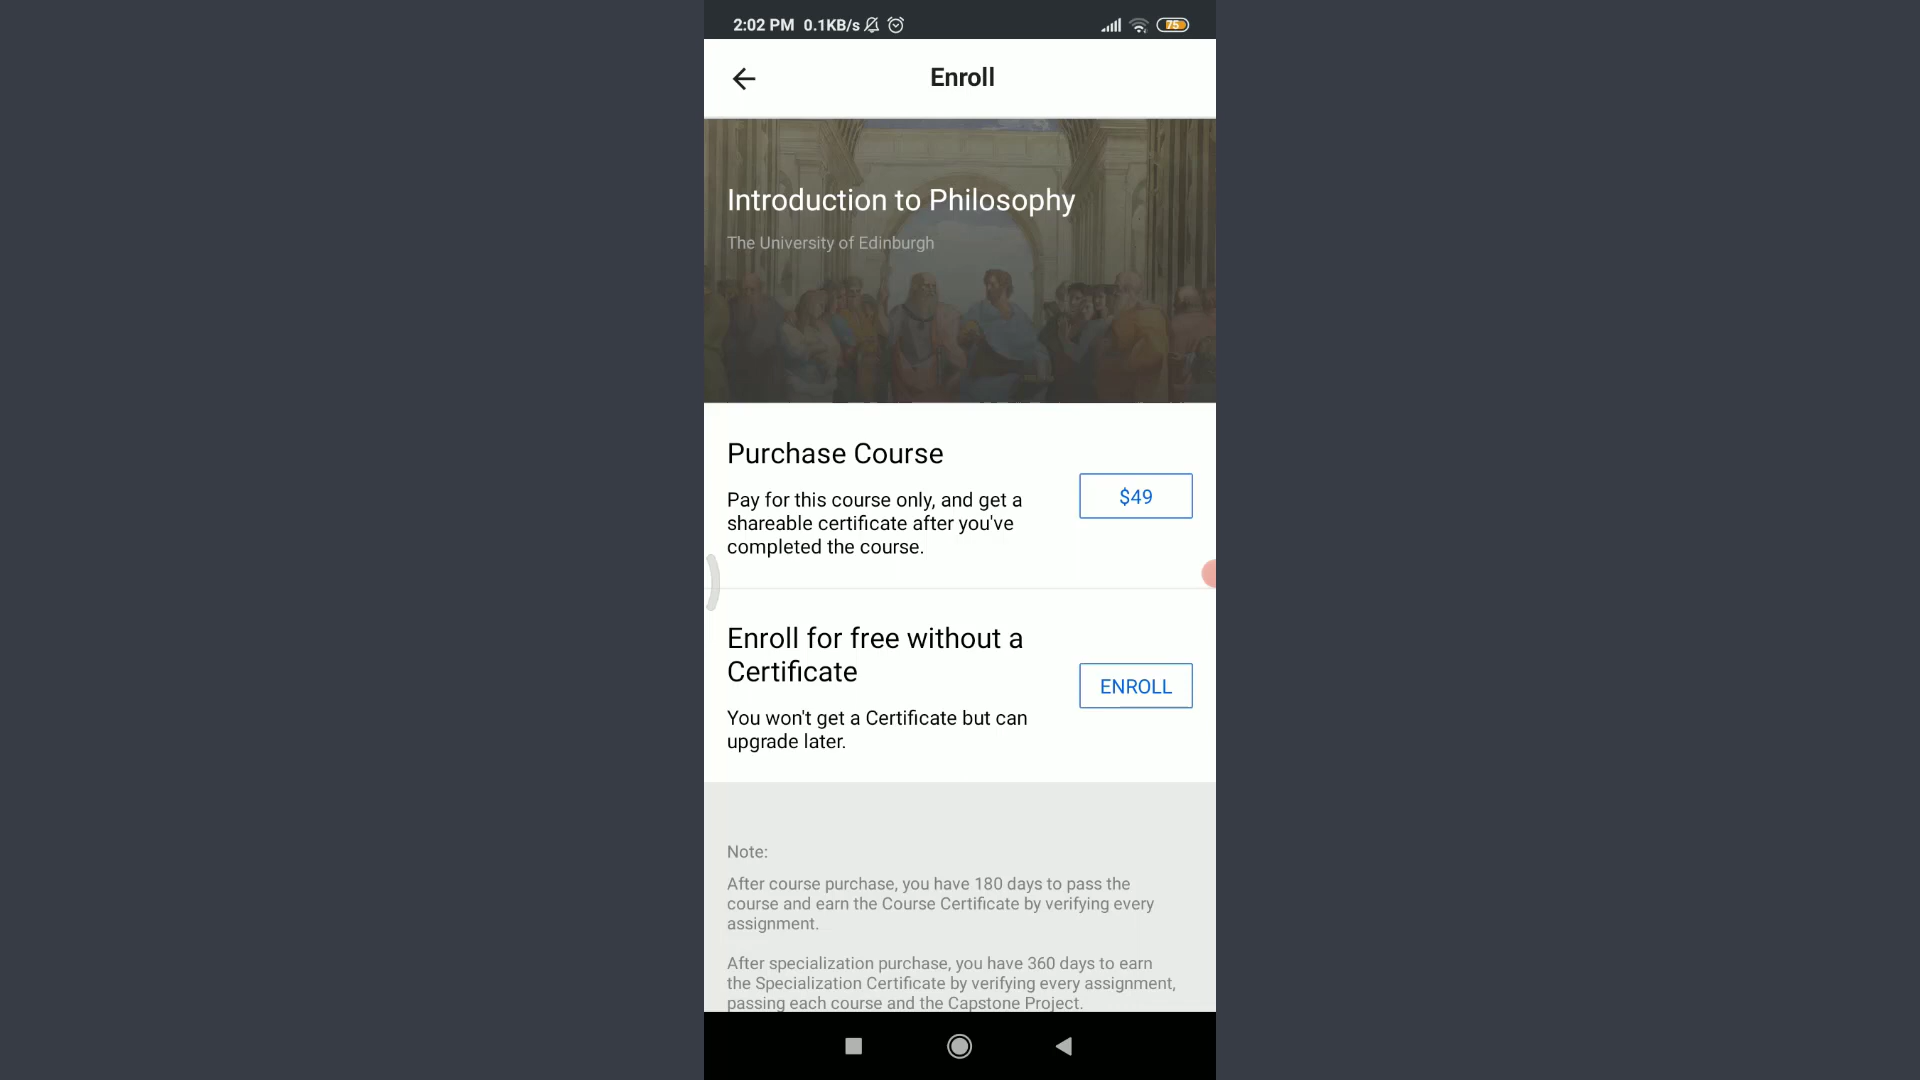 2:02 PM 0.1KB/s 75
Enroll
Introduction to Philosophy
The University of Edinburgh
Purchase Course
Pay for this course only, and get a
shareable certificate after you've
completed the course.
$49
Enroll for free without a
Certificate
ENROLL
You won't get a Certificate but can
upgrade later.
Note:
After course purchase, you have 180 days to pass the
course and earn the Course Certificate by verifying every
assignment.
After specialization purchase, you have 360 days to earn
the Specialization Certificate by verifying every assignment,
passing each course and the Capstone Project.